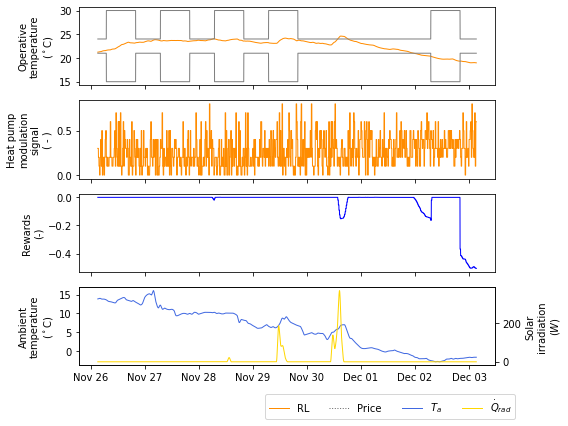 Operative
temperature
(°C)
30
25
20
15
Heat pump
modulation
signal
( - )
0.5
0.0
Rewards
(-)
0.0
−0.2
−0.4
Ambient
temperature
(°C)
15
10
5
0
200
0
Solar
irradiation
(W)
Nov 26 Nov 27 Nov 28 Nov 29 Nov 30 Dec 01 Dec 02 Dec 03
RL Price T_a Q̇_rad